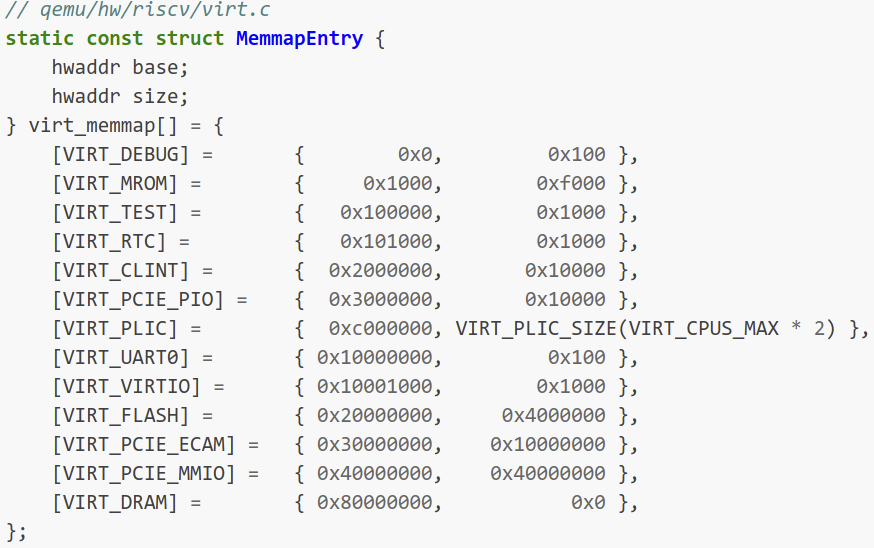 // qemu/hw/riscv/virt.c
static const struct MemmapEntry {
    hwaddr base;
    hwaddr size;
} virt_memmap[] = {
    [VIRT_DEBUG] =       {        0x0,         0x100 },
    [VIRT_MROM] =        {     0x1000,        0xf000 },
    [VIRT_TEST] =        {   0x100000,        0x1000 },
    [VIRT_RTC] =         {   0x101000,        0x1000 },
    [VIRT_CLINT] =       {  0x2000000,       0x10000 },
    [VIRT_PCIE_PIO] =    {  0x3000000,       0x10000 },
    [VIRT_PLIC] =        {  0xc000000, VIRT_PLIC_SIZE(VIRT_CPUS_MAX * 2) },
    [VIRT_UART0] =       { 0x10000000,         0x100 },
    [VIRT_VIRTIO] =      { 0x10001000,        0x1000 },
    [VIRT_FLASH] =       { 0x20000000,     0x4000000 },
    [VIRT_PCIE_ECAM] =   { 0x30000000,    0x10000000 },
    [VIRT_PCIE_MMIO] =   { 0x40000000,    0x40000000 },
    [VIRT_DRAM] =        { 0x80000000,           0x0 },
};